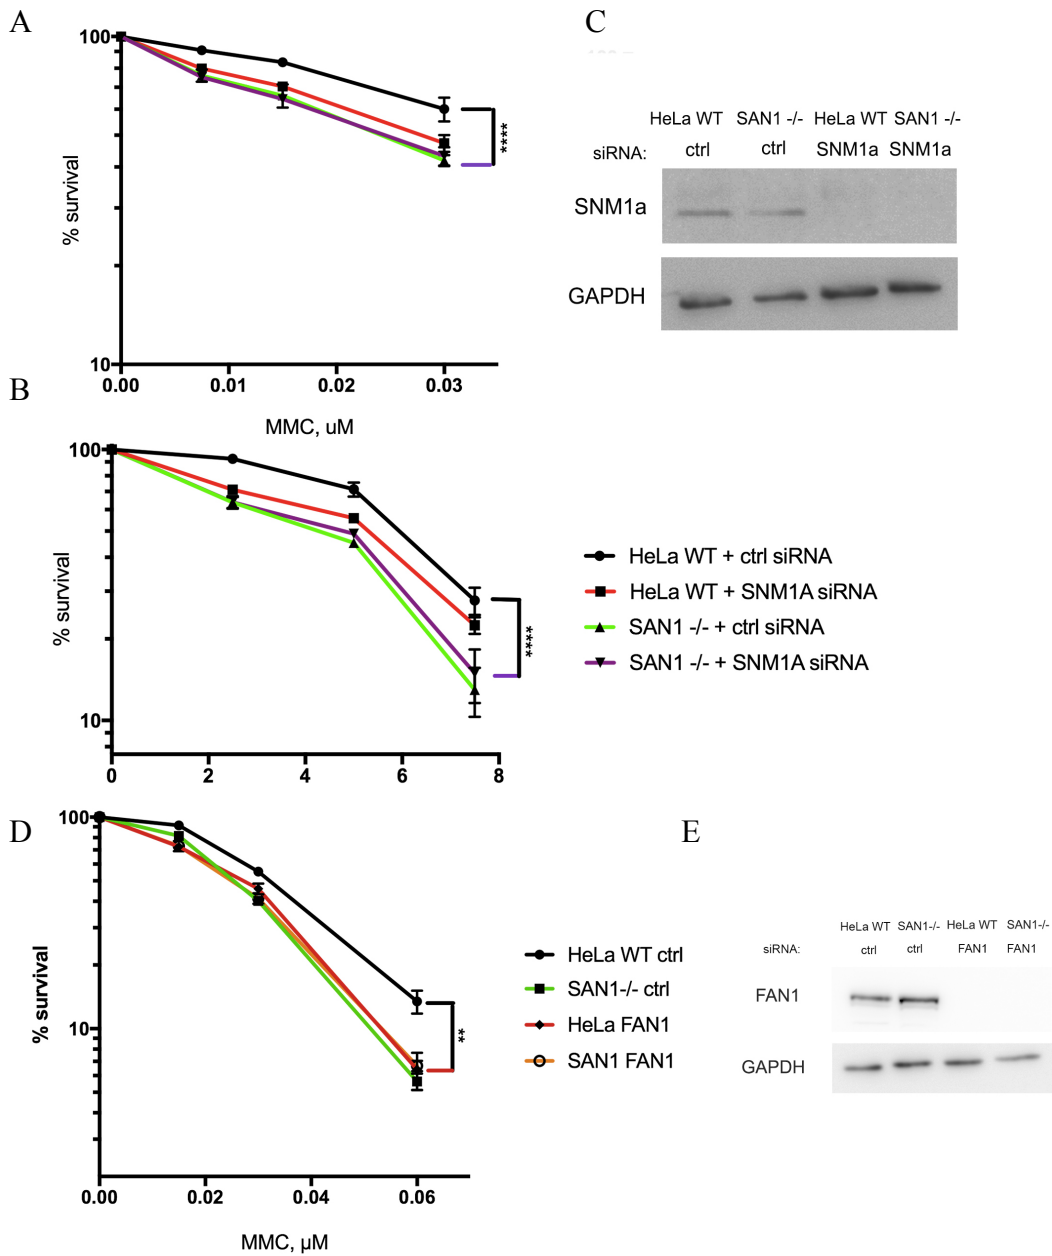 A
100
% survival
10
0.00 0.01 0.02 0.03
MMC, uM
****
C
HeLa WT SAN1 -/- HeLa WT SAN1 -/-
siRNA: ctrl ctrl SNM1a SNM1a
SNM1a
GAPDH
B
100
% survival
10
0 2 4 6 8
****
HeLa WT + ctrl siRNA
HeLa WT + SNM1A siRNA
SAN1 -/- + ctrl siRNA
SAN1 -/- + SNM1A siRNA
D
100
% survival
10
0.00 0.02 0.04 0.06
MMC, µM
**
HeLa WT ctrl
SAN1-/- ctrl
HeLa FAN1
SAN1 FAN1
E
HeLa WT SAN1-/- HeLa WT SAN1-/-
siRNA: ctrl ctrl FAN1 FAN1
FAN1
GAPDH